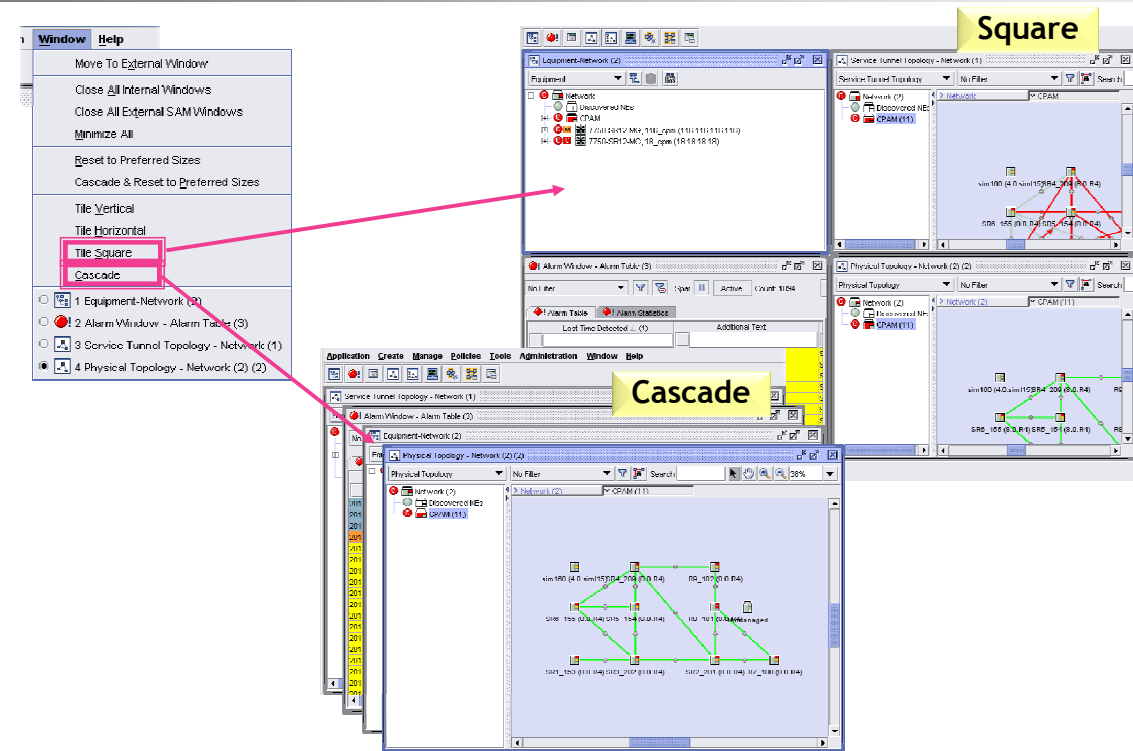 Window Help
Move To External Window
Close All Internal Windows
Close All External SAM Windows
Minimize All
Reset to Preferred Sizes
Cascade & Reset to Preferred Sizes
Tile Vertical
Tile Horizontal
Tile Square
Cascade
1 Equipment-Network (2)
2 Alarm Window - Alarm Table (3)
3 Service Tunnel Topology - Network (1)
4 Physical Topology - Network (2) (2)
Square
Equipment-Network (2)
Equipment
Network
Discovered NEs
CPAM
Service Tunnel Topology - Network (1)
Service Tunnel Topology No Filter Search
Network (2)
Discovered NEs
CPAM (11)
> Network CPAM
Alarm Window - Alarm Table (3)
No Filter Span Active
Alarm Table Alarm Statistics
Last Time Detected (1) Additional Text
Physical Topology - Network (2) (2)
Physical Topology No Filter Search
Network (2)
Discovered NEs
CPAM (11)
> Network (2) CPAM (11)
Cascade
Application Create Manage Policies Tools Administration Window Help
Service Tunnel Topology - Network (1)
Alarm Window - Alarm Table (3)
Equipment-Network (2)
Physical Topology - Network (2) (2)
Physical Topology No Filter Search 38%
Network (2)
Discovered NEs
CPAM (11)
> Network (2) CPAM (11)